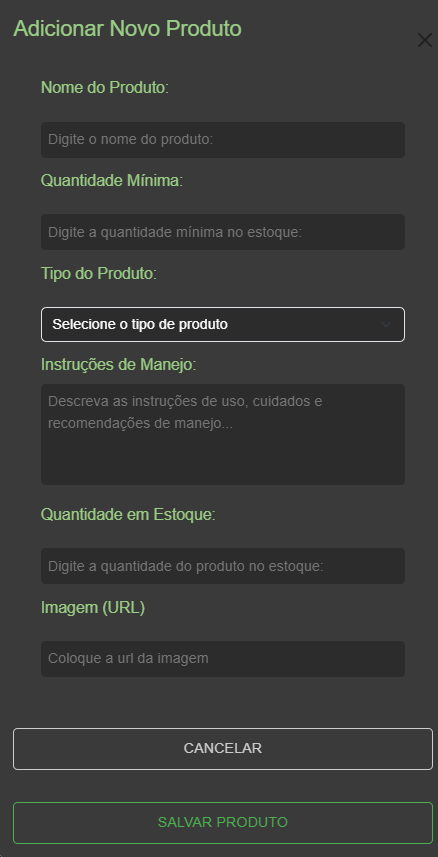 Adicionar Novo Produto
Nome do Produto:
Digite o nome do produto:
Quantidade Mínima:
Digite a quantidade mínima no estoque:
Tipo do Produto:
Selecione o tipo de produto
Instruções de Manejo:
Descreva as instruções de uso, cuidados e
recomendações de manejo...
Quantidade em Estoque:
Digite a quantidade do produto no estoque:
Imagem (URL)
Coloque a url da imagem
CANCELAR
SALVAR PRODUTO